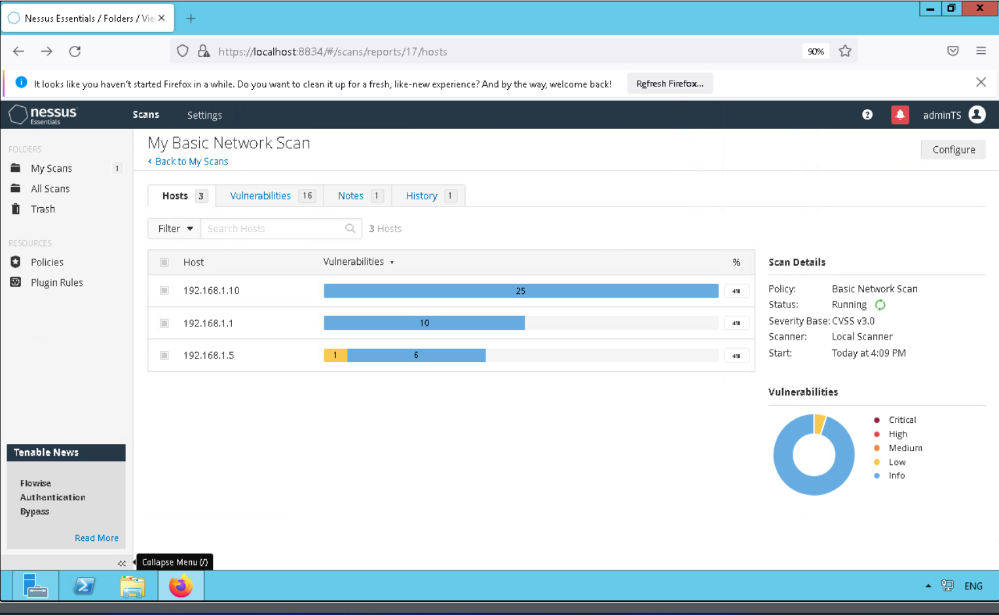 Nessus Essentials / Folders / Vie
https://localhost:8834/#/scans/reports/17/hosts
90%
It looks like you haven't started Firefox in a while. Do you want to clean it up for a fresh, like-new experience? And by the way, welcome back!
Refresh Firefox...
nessus
Essentials
Scans
Settings
adminTS
FOLDERS
My Scans 1
All Scans
Trash
RESOURCES
Policies
Plugin Rules
Tenable News
Flowise
Authentication
Bypass
Read More
Collapse Menu (/)
My Basic Network Scan
< Back to My Scans
Configure
Hosts 3
Vulnerabilities 16
Notes 1
History 1
Filter
Search Hosts
3 Hosts
Host Vulnerabilities %
192.168.1.10 25 4%
192.168.1.1 10 4%
192.168.1.5 1 6 4%
Scan Details
Policy: Basic Network Scan
Status: Running
Severity Base: CVSS v3.0
Scanner: Local Scanner
Start: Today at 4:09 PM
Vulnerabilities
Critical
High
Medium
Low
Info
ENG